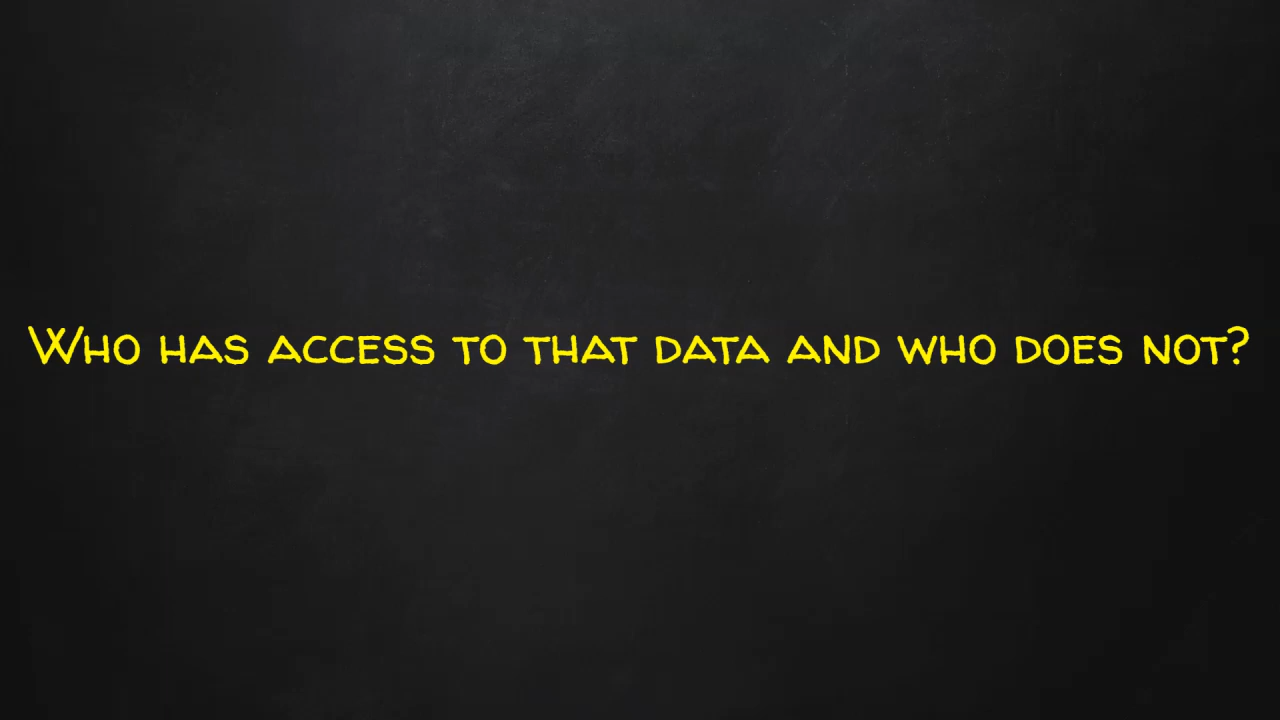 Who has access to that data and who does not?